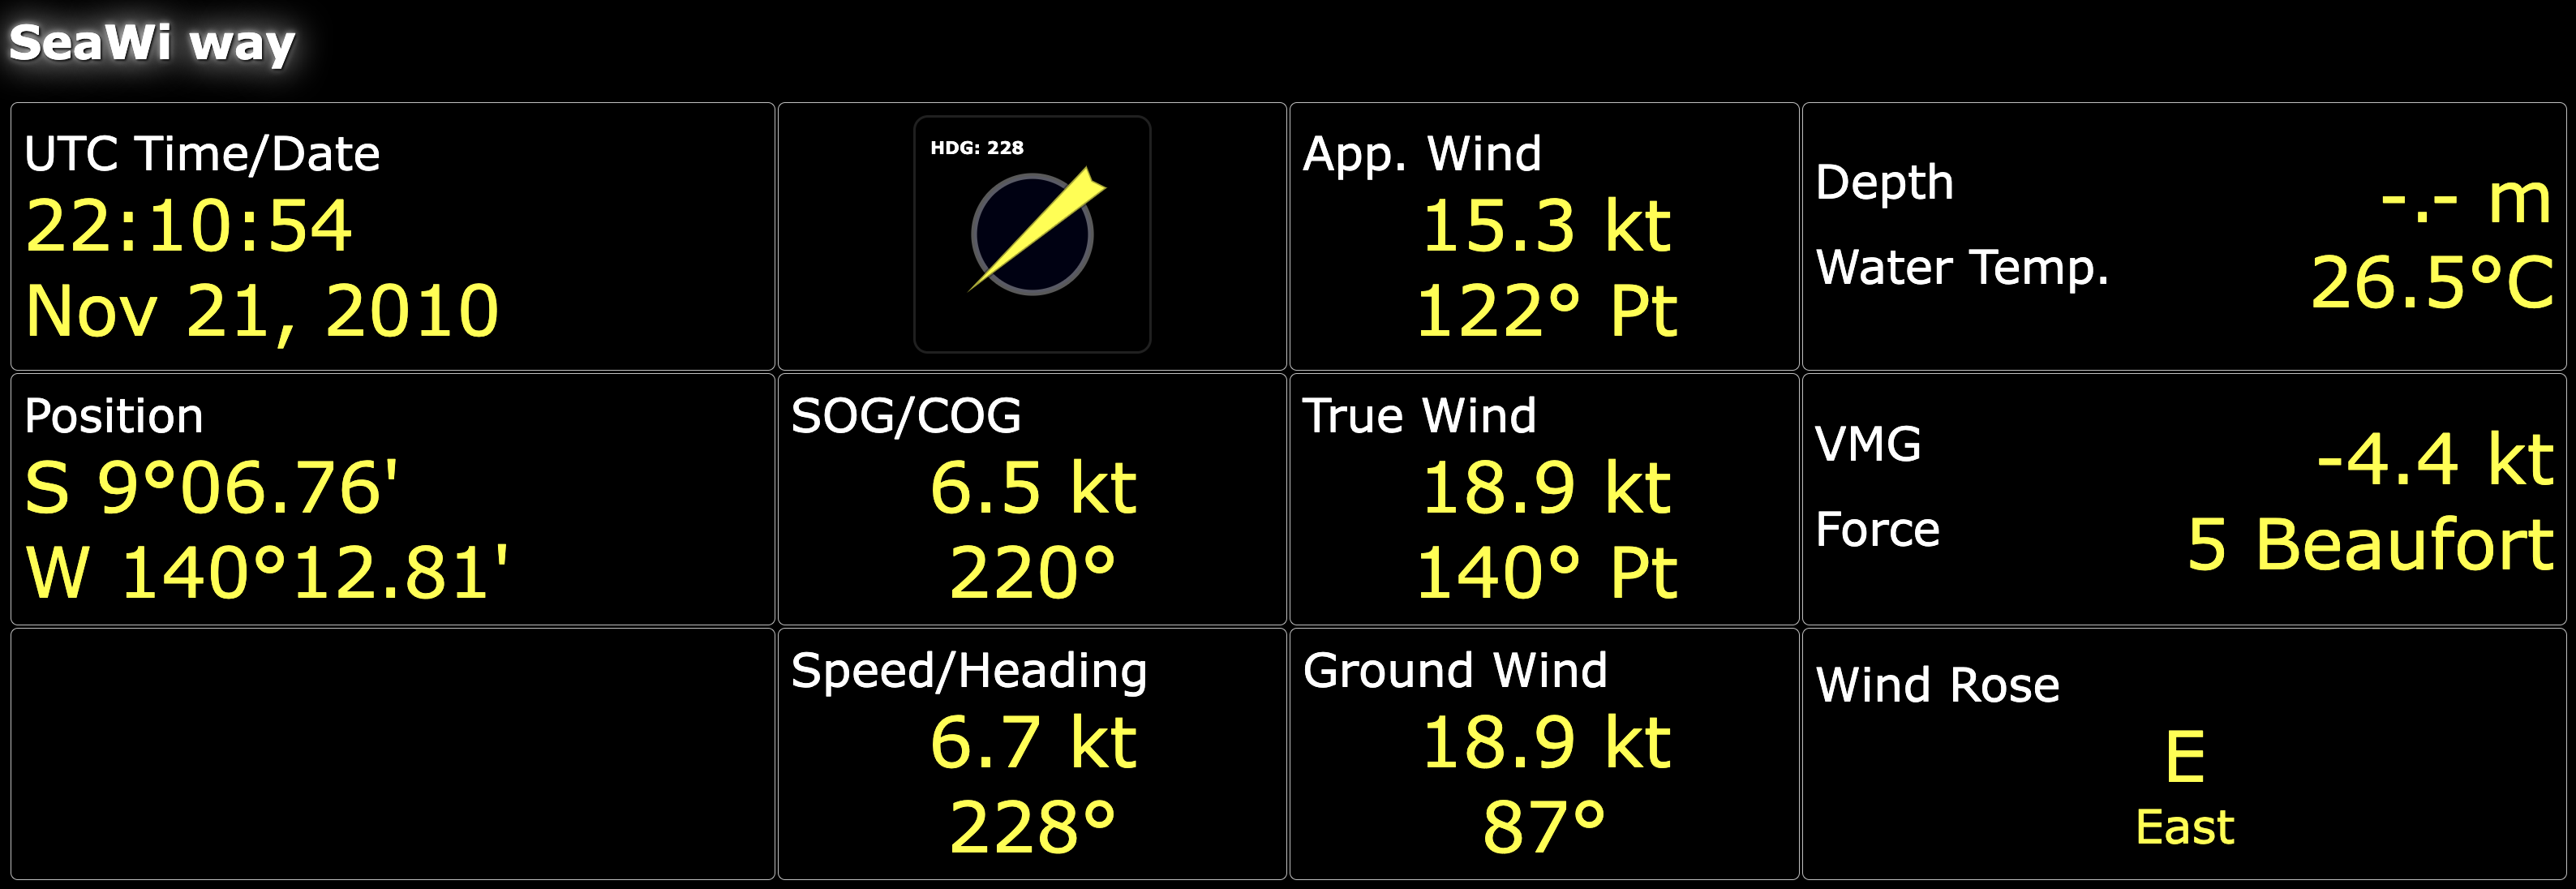 SeaWi way
UTC Time/Date
22:10:54
Nov 21, 2010
HDG: 228
App. Wind
15.3 kt
122° Pt
Depth
-.- m
Water Temp.
26.5°C
Position
S 9°06.76'
W 140°12.81'
SOG/COG
6.5 kt
220°
True Wind
18.9 kt
140° Pt
VMG
-4.4 kt
Force
5 Beaufort
Speed/Heading
6.7 kt
228°
Ground Wind
18.9 kt
87°
Wind Rose
E
East